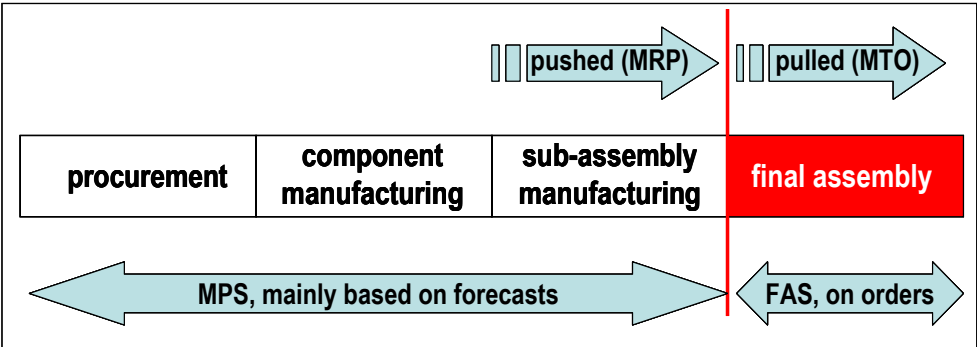 pushed (MRP)
pulled (MTO)
procurement
component
manufacturing
sub-assembly
manufacturing
final assembly
MPS, mainly based on forecasts
FAS, on orders